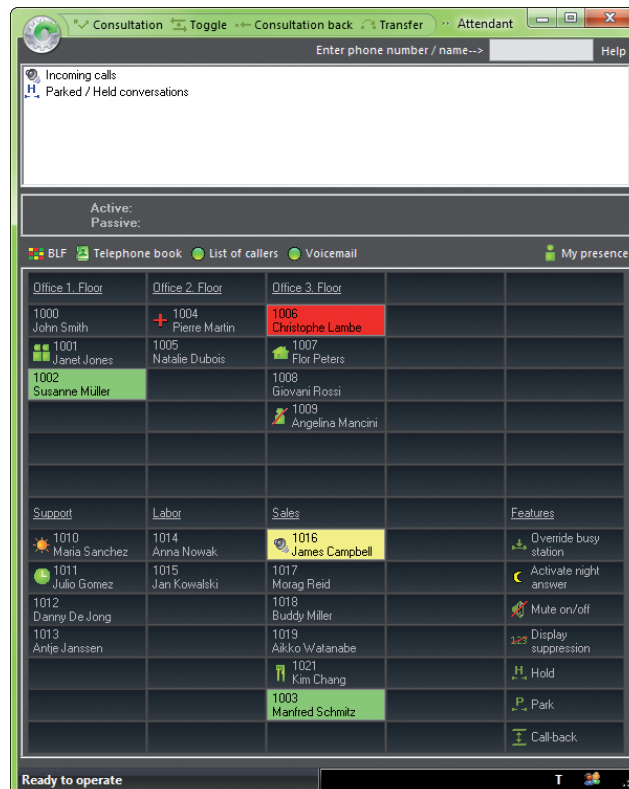 Consultation Toggle Consultation back Transfer Attendant
Enter phone number / name--> Help
Incoming calls
H Parked / Held conversations
Active:
Passive:
BLF Telephone book List of callers Voicemail My presence
Office 1. Floor Office 2. Floor Office 3. Floor
1000 1004 1006
John Smith Pierre Martin Christophe Lambe
1001 1005 1007
Janet Jones Natalie Dubois Flor Peters
1002 1008
Susanne Müller Giovani Rossi
1009
Angelina Mancini
Support Labor Sales Features
1010 1014 1016 Override busy
Maria Sanchez Anna Nowak James Campbell station
1011 1015 1017 Activate night
Julio Gomez Jan Kowalski Morag Reid answer
1012 1018 Mute on/off
Danny De Jong Buddy Miller
1013 1019 123 Display
Antje Janssen Aikko Watanabe suppression
1021 H Hold
Kim Chang
1003 P Park
Manfred Schmitz
Call-back
Ready to operate T